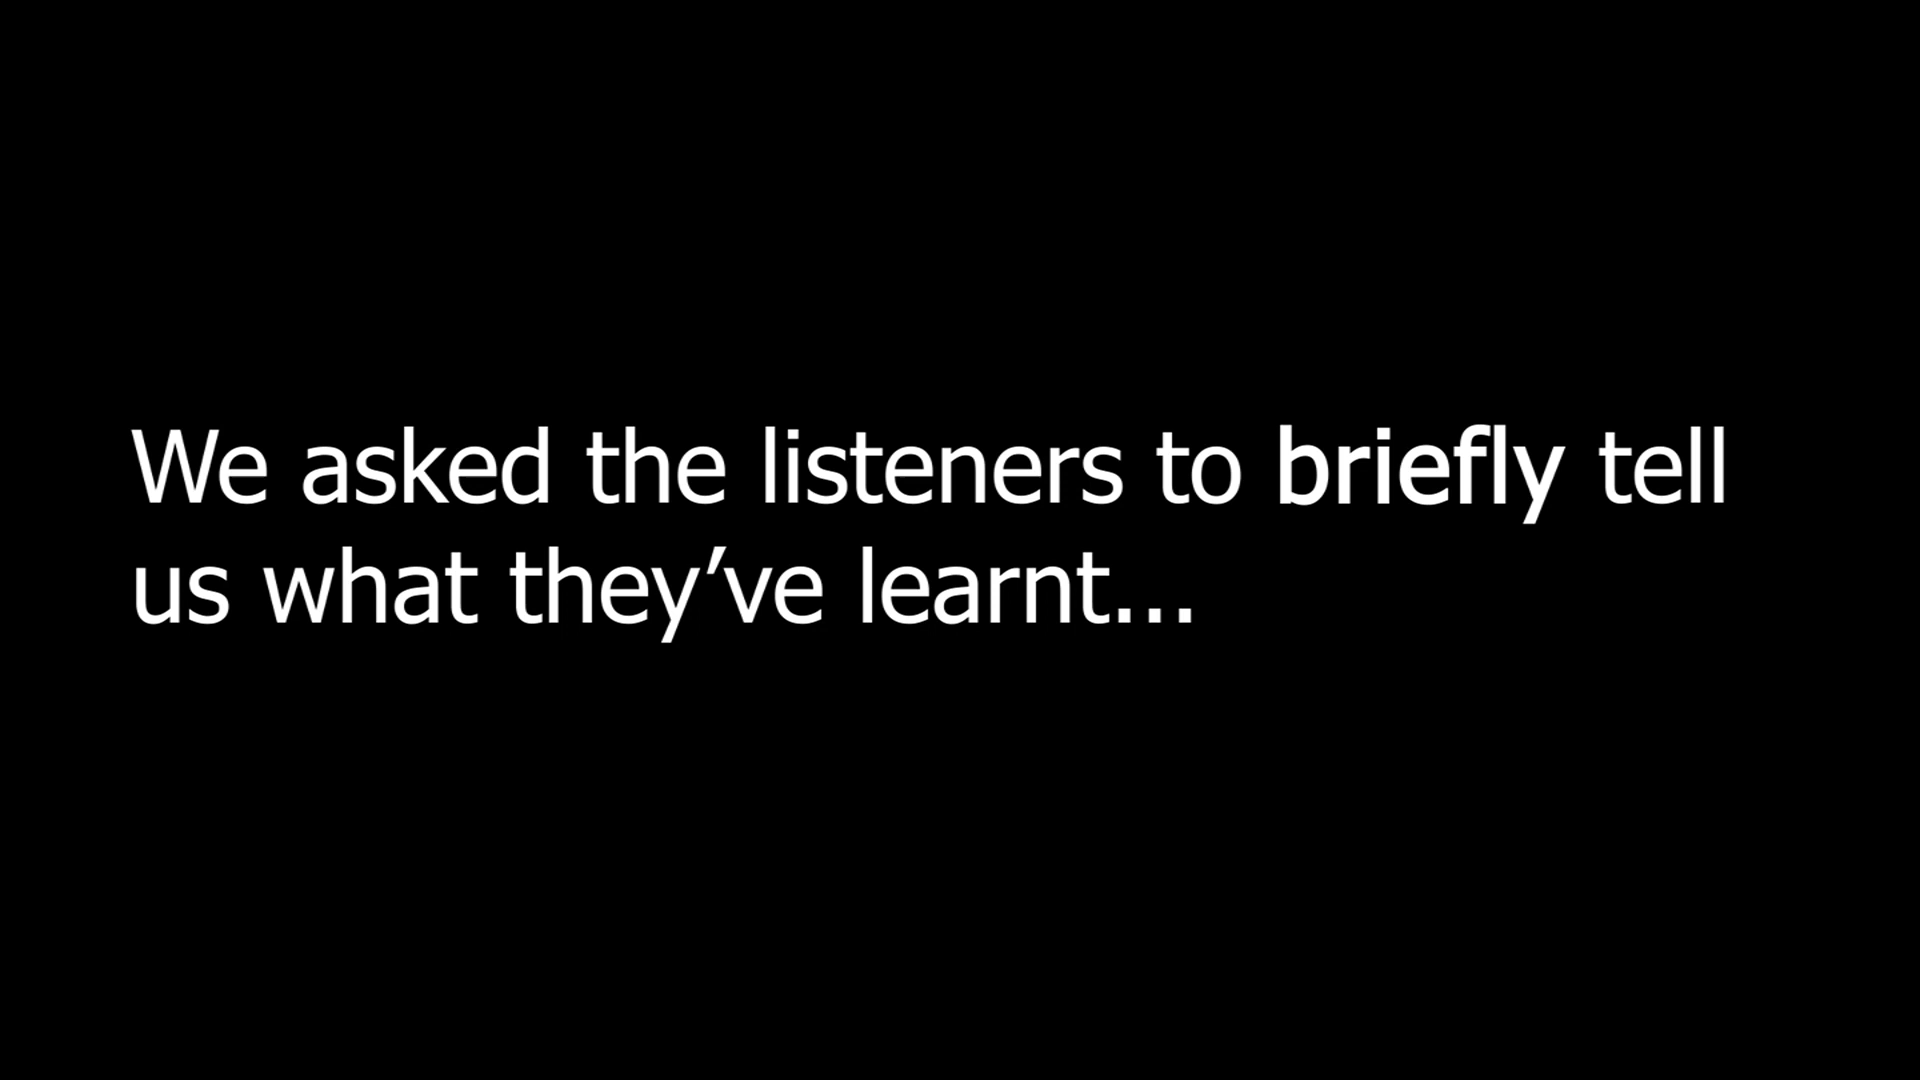 We asked the listeners to briefly tell
us what they’ve learnt...